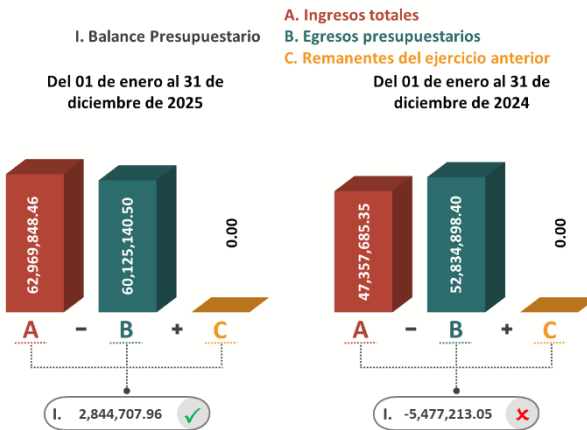 A. Ingresos totales
I. Balance Presupuestario
B. Egresos presupuestarios
C. Remanentes del ejercicio anterior
Del 01 de enero al 31 de
diciembre de 2025
62,969,848.46
60,125,140.50
0.00
A – B + C
I. 2,844,707.96 ✓
Del 01 de enero al 31 de
diciembre de 2024
47,357,685.35
52,834,898.40
0.00
A – B + C
I. -5,477,213.05 ✘